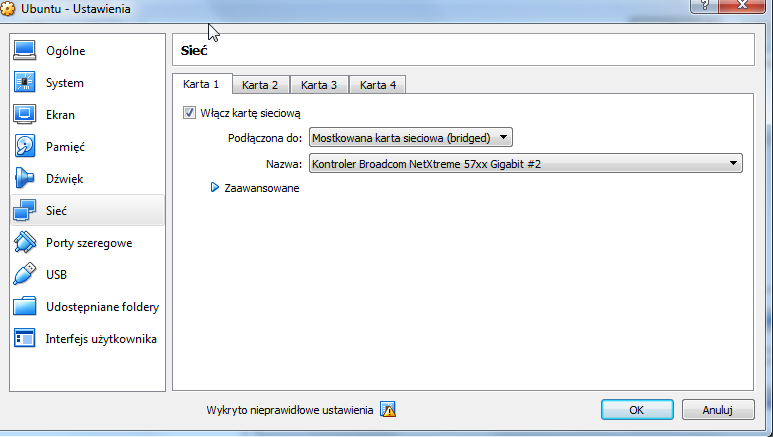 Ubuntu - Ustawienia
?
Ogólne
System
Ekran
Pamięć
Dźwięk
Sieć
Porty szeregowe
USB
Udostępniane foldery
Interfejs użytkownika
Sieć
Karta 1 Karta 2 Karta 3 Karta 4
Włącz kartę sieciową
Podłączona do: Mostkowana karta sieciowa (bridged)
Nazwa: Kontroler Broadcom NetXtreme 57xx Gigabit #2
Zaawansowane
Wykryto nieprawidłowe ustawienia
OK Anuluj